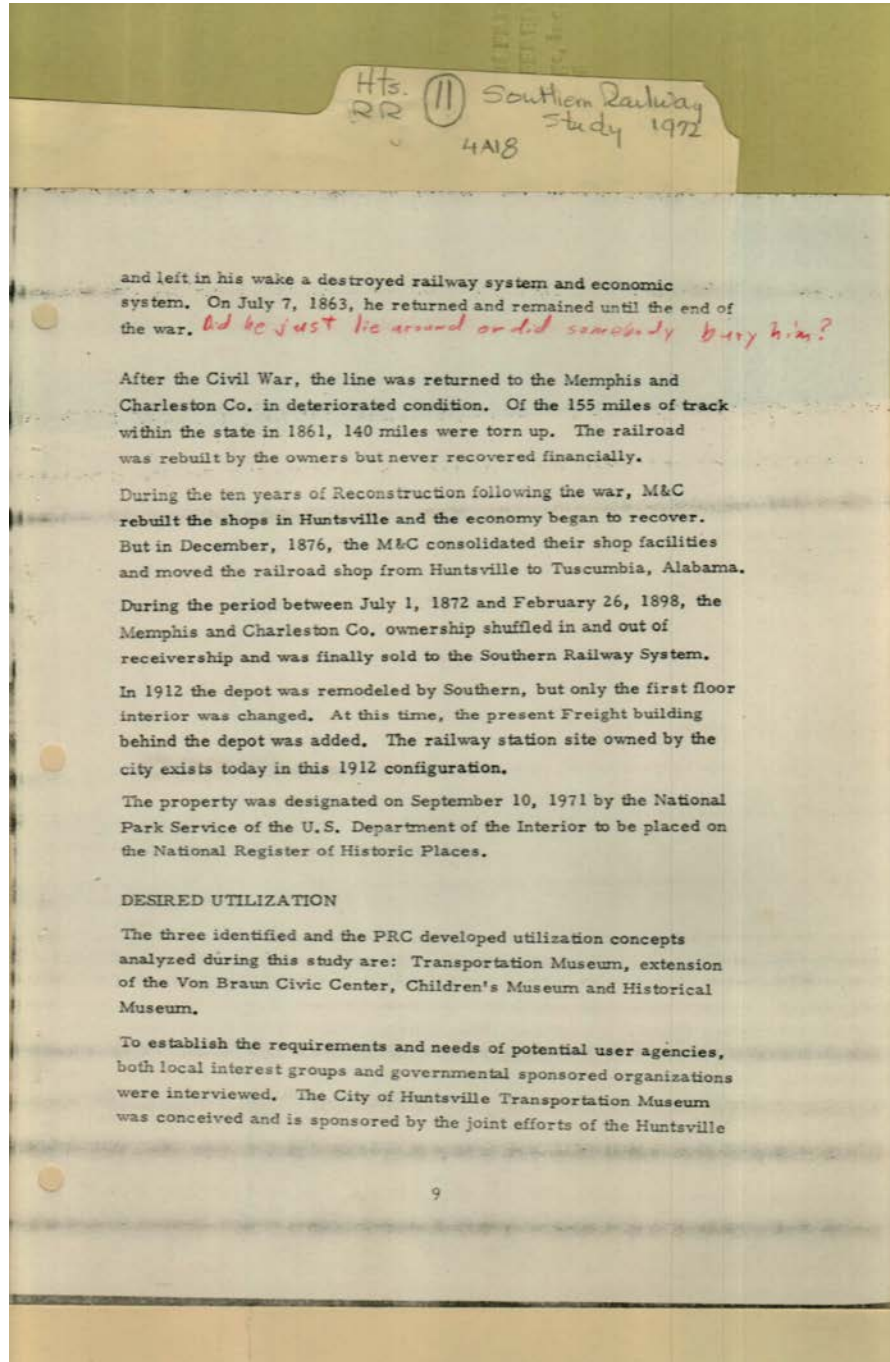 Hts. RR 11 Southern Railway
Study 1972
4A18
and left in his wake a destroyed railway system and economic
system. On July 7, 1863, he returned and remained until the end of
the war. Did he just lie around or did somebody bury him?
After the Civil War, the line was returned to the Memphis and
Charleston Co. in deteriorated condition. Of the 155 miles of track
within the state in 1861, 140 miles were torn up. The railroad
was rebuilt by the owners but never recovered financially.
During the ten years of Reconstruction following the war, M&C
rebuilt the shops in Huntsville and the economy began to recover.
But in December, 1876, the M&C consolidated their shop facilities
and moved the railroad shop from Huntsville to Tuscumbia, Alabama.
During the period between July 1, 1872 and February 26, 1898, the
Memphis and Charleston Co. ownership shuffled in and out of
receivership and was finally sold to the Southern Railway System.
In 1912 the depot was remodeled by Southern, but only the first floor
interior was changed. At this time, the present Freight building
behind the depot was added. The railway station site owned by the
city exists today in this 1912 configuration.
The property was designated on September 10, 1971 by the National
Park Service of the U.S. Department of the Interior to be placed on
the National Register of Historic Places.
DESIRED UTILIZATION
The three identified and the PRC developed utilization concepts
analyzed during this study are: Transportation Museum, extension
of the Von Braun Civic Center, Children's Museum and Historical
Museum.
To establish the requirements and needs of potential user agencies,
both local interest groups and governmental sponsored organizations
were interviewed. The City of Huntsville Transportation Museum
was conceived and is sponsored by the joint efforts of the Huntsville
9